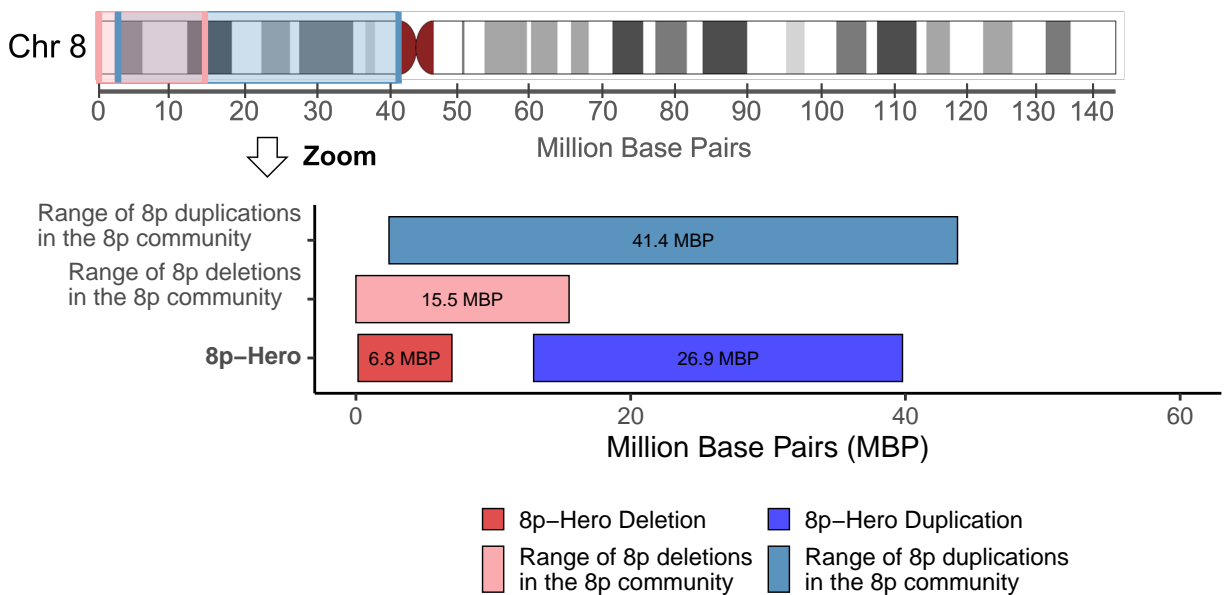 Chr 8
0 10 20 30 40 50 60 70 80 90 100 110 120 130 140
Million Base Pairs
Zoom
Range of 8p duplications
in the 8p community
41.4 MBP
Range of 8p deletions
in the 8p community
15.5 MBP
8p−Hero
6.8 MBP
26.9 MBP
0 20 40 60
Million Base Pairs (MBP)
8p−Hero Deletion
8p−Hero Duplication
Range of 8p deletions
in the 8p community
Range of 8p duplications
in the 8p community